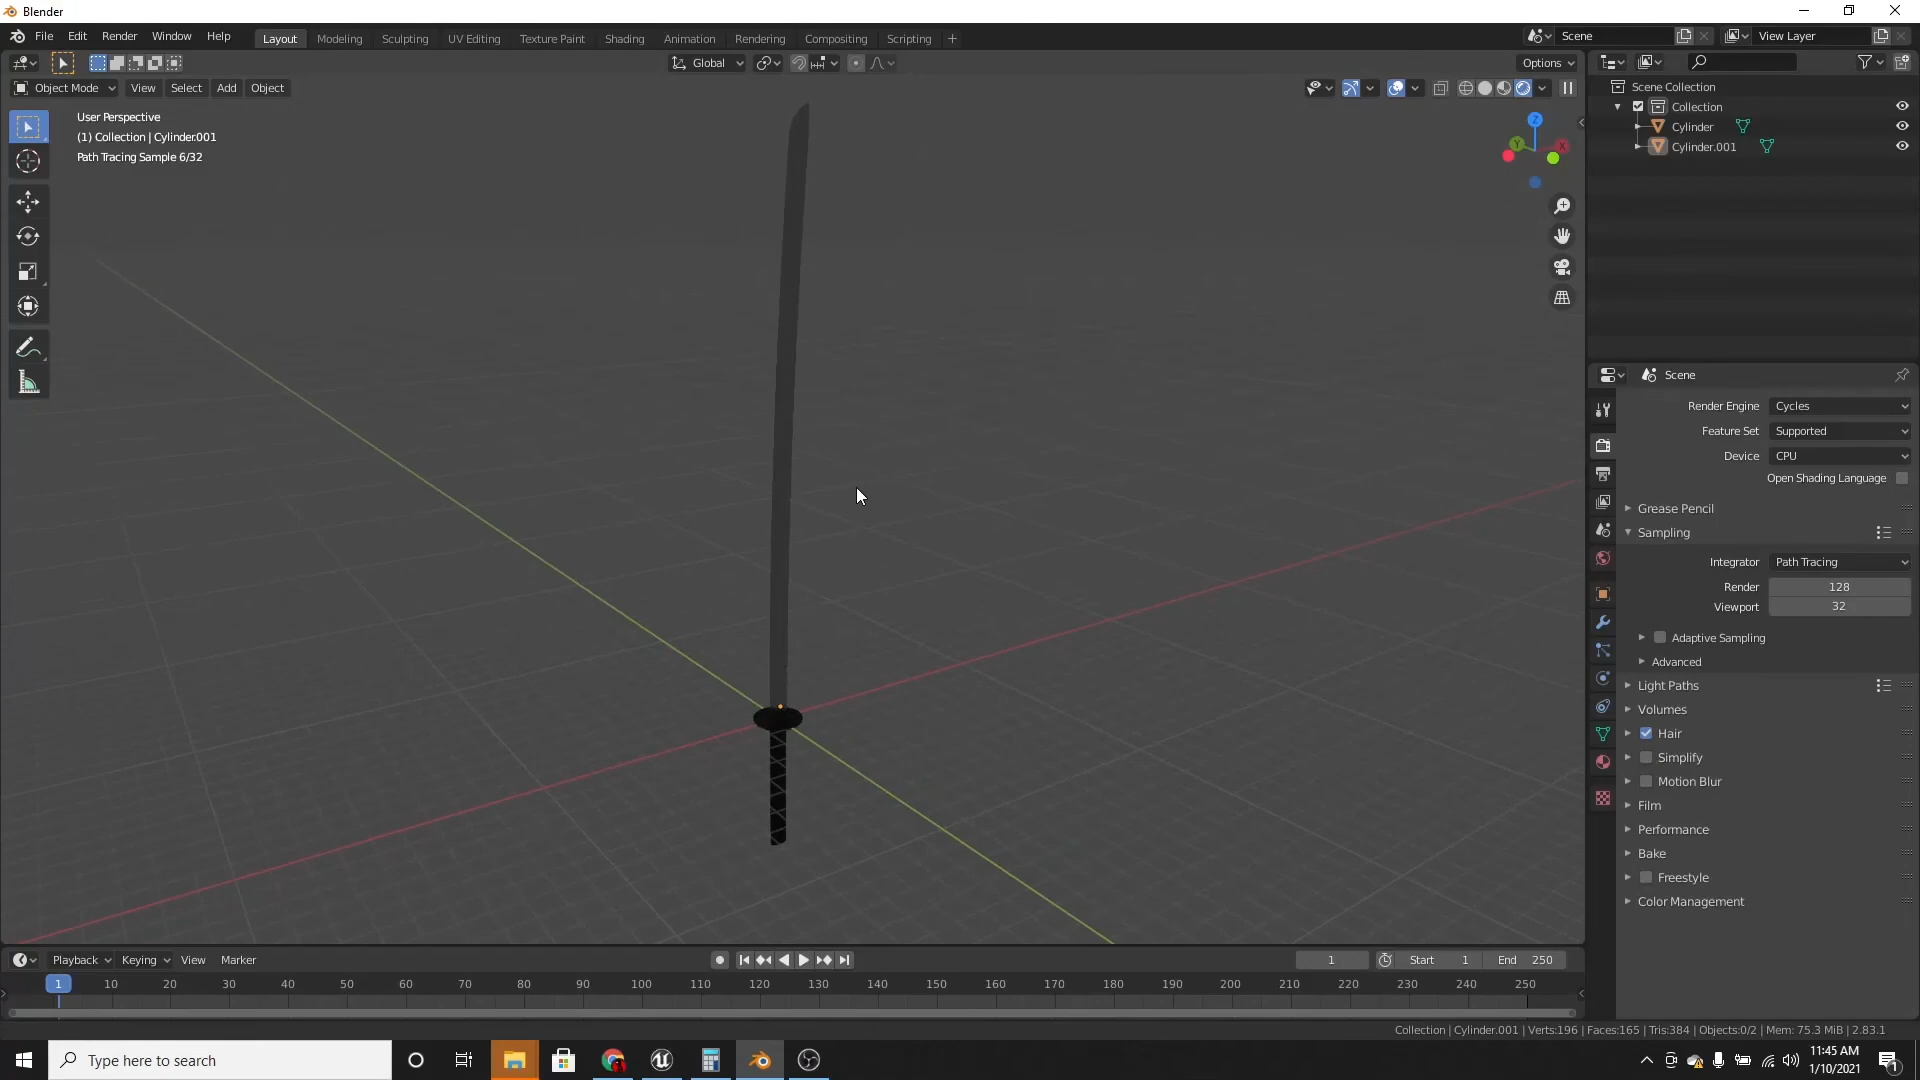 Blender
File Edit Render Window Help
Layout Modeling Sculpting UV Editing Texture Paint Shading Animation Rendering Compositing Scripting +
Scene
View Layer
Global
Options
Object Mode View Select Add Object
User Perspective
(1) Collection | Cylinder.001
Path Tracing Sample 6/32
Z
Y
X
Scene Collection
Collection
Cylinder
Cylinder.001
Scene
Render Engine Cycles
Feature Set Supported
Device CPU
Open Shading Language
Grease Pencil
Sampling
Integrator Path Tracing
Render 128
Viewport 32
Adaptive Sampling
Advanced
Light Paths
Volumes
Hair
Simplify
Motion Blur
Film
Performance
Bake
Freestyle
Color Management
Playback Keying View Marker
1 Start 1 End 250
1 10 20 30 40 50 60 70 80 90 100 110 120 130 140 150 160 170 180 190 200 210 220 230 240 250
Collection | Cylinder.001 | Verts:196 | Faces:165 | Tris:384 | Objects:0/2 | Mem: 75.3 MiB | 2.83.1
Type here to search
11:45 AM
1/10/2021
1